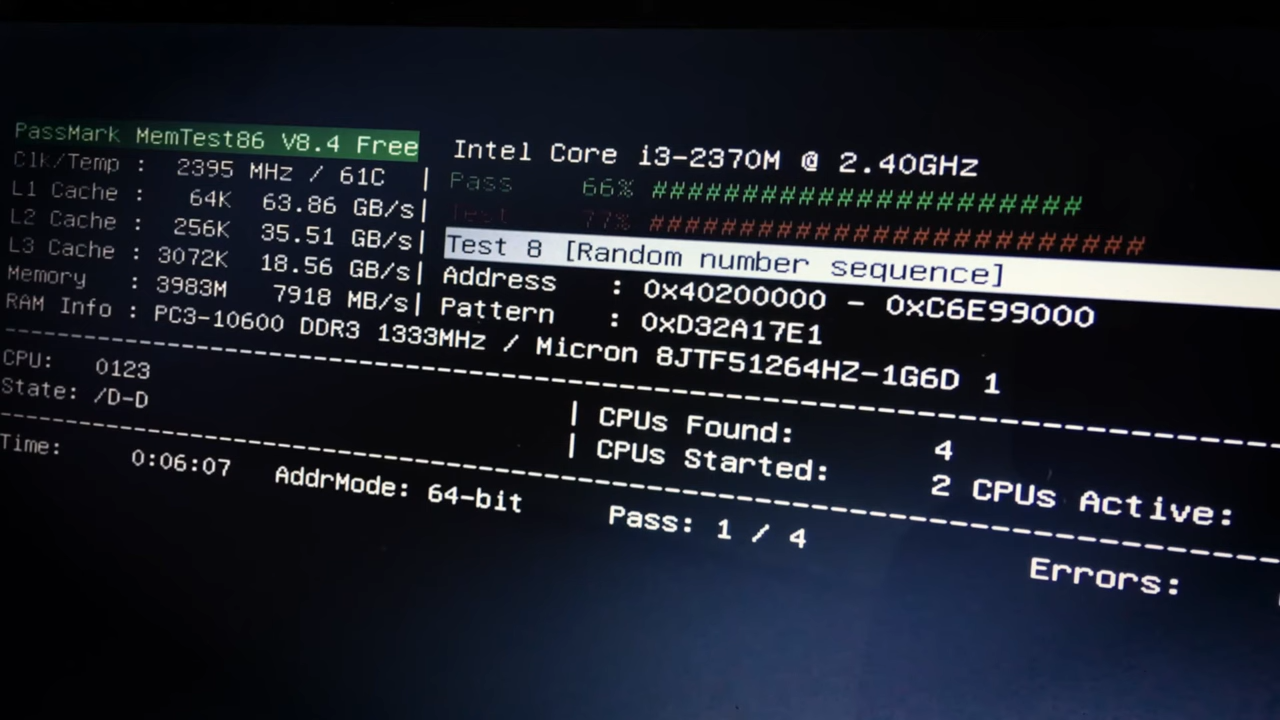 PassMark MemTest86 V8.4 Free Intel Core i3-2370M @ 2.40GHz
Clk/Temp : 2395 MHz / 61C | Pass 66% ########################
L1 Cache : 64K 63.86 GB/s| Test 77% ############################
L2 Cache : 256K 35.51 GB/s| Test 8 [Random number sequence]
L3 Cache : 3072K 18.56 GB/s| Address : 0x40200000 - 0xC6E99000
Memory : 3983M 7918 MB/s| Pattern : 0xD32A17E1
RAM Info : PC3-10600 DDR3 1333MHz / Micron 8JTF51264HZ-1G6D 1
CPU: 0123 | CPUs Found: 4
State: /D-D | CPUs Started: 2 CPUs Active:
Time: 0:06:07 AddrMode: 64-bit Pass: 1 / 4 Errors: